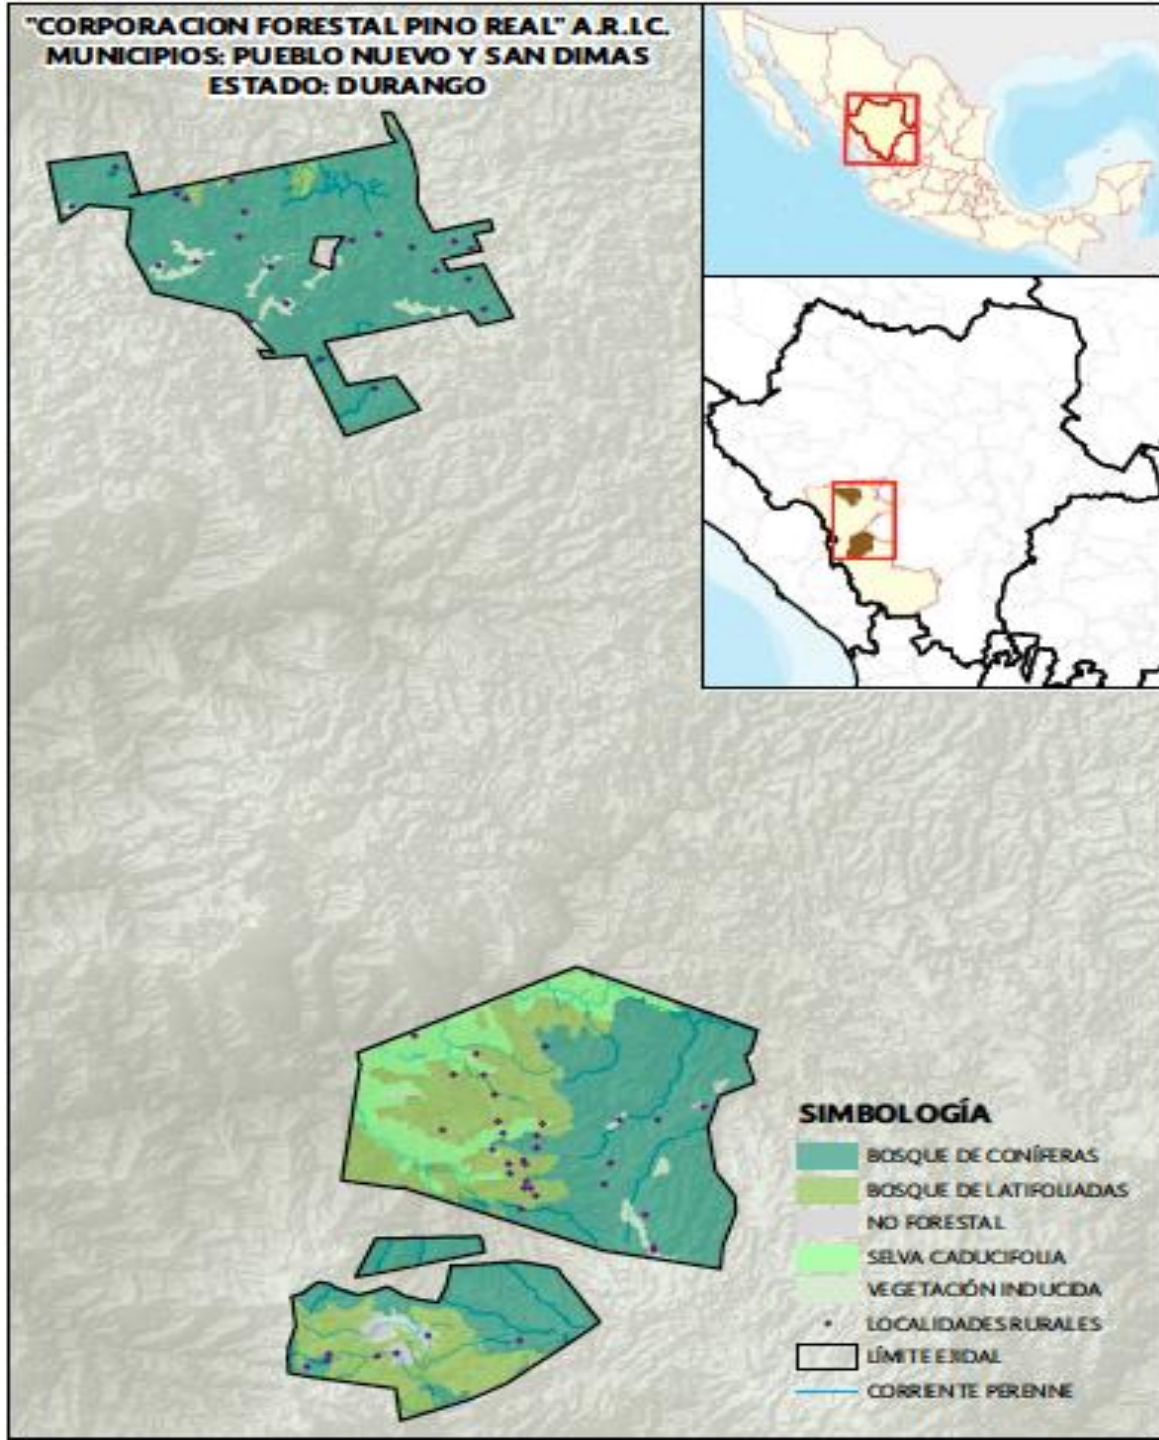 "CORPORACION FORESTAL PINO REAL" A.R.I.C.
MUNICIPIOS: PUEBLO NUEVO Y SAN DIMAS
ESTADO: DURANGO
SIMBOLOGÍA
BOSQUE DE CONÍFERAS
BOSQUE DE LATIFOLIADAS
NO FORESTAL
SELVA CADUCIFOLIA
VEGETACIÓN INDUCIDA
LOCALIDADES RURALES
LÍMITE EJIDAL
CORRIENTE PERENNE